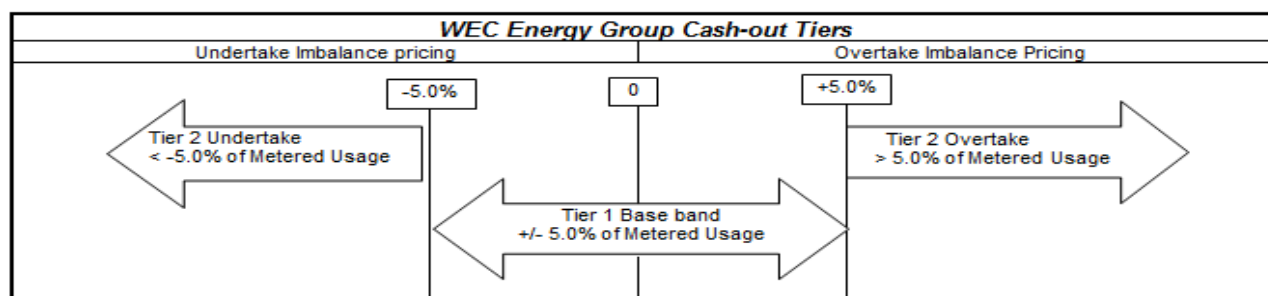 WEC Energy Group Cash-out Tiers
Undertake Imbalance pricing
Overtake Imbalance Pricing
-5.0%
0
+5.0%
Tier 2 Undertake
< -5.0% of Metered Usage
Tier 2 Overtake
> 5.0% of Metered Usage
Tier 1 Base band
+/- 5.0% of Metered Usage